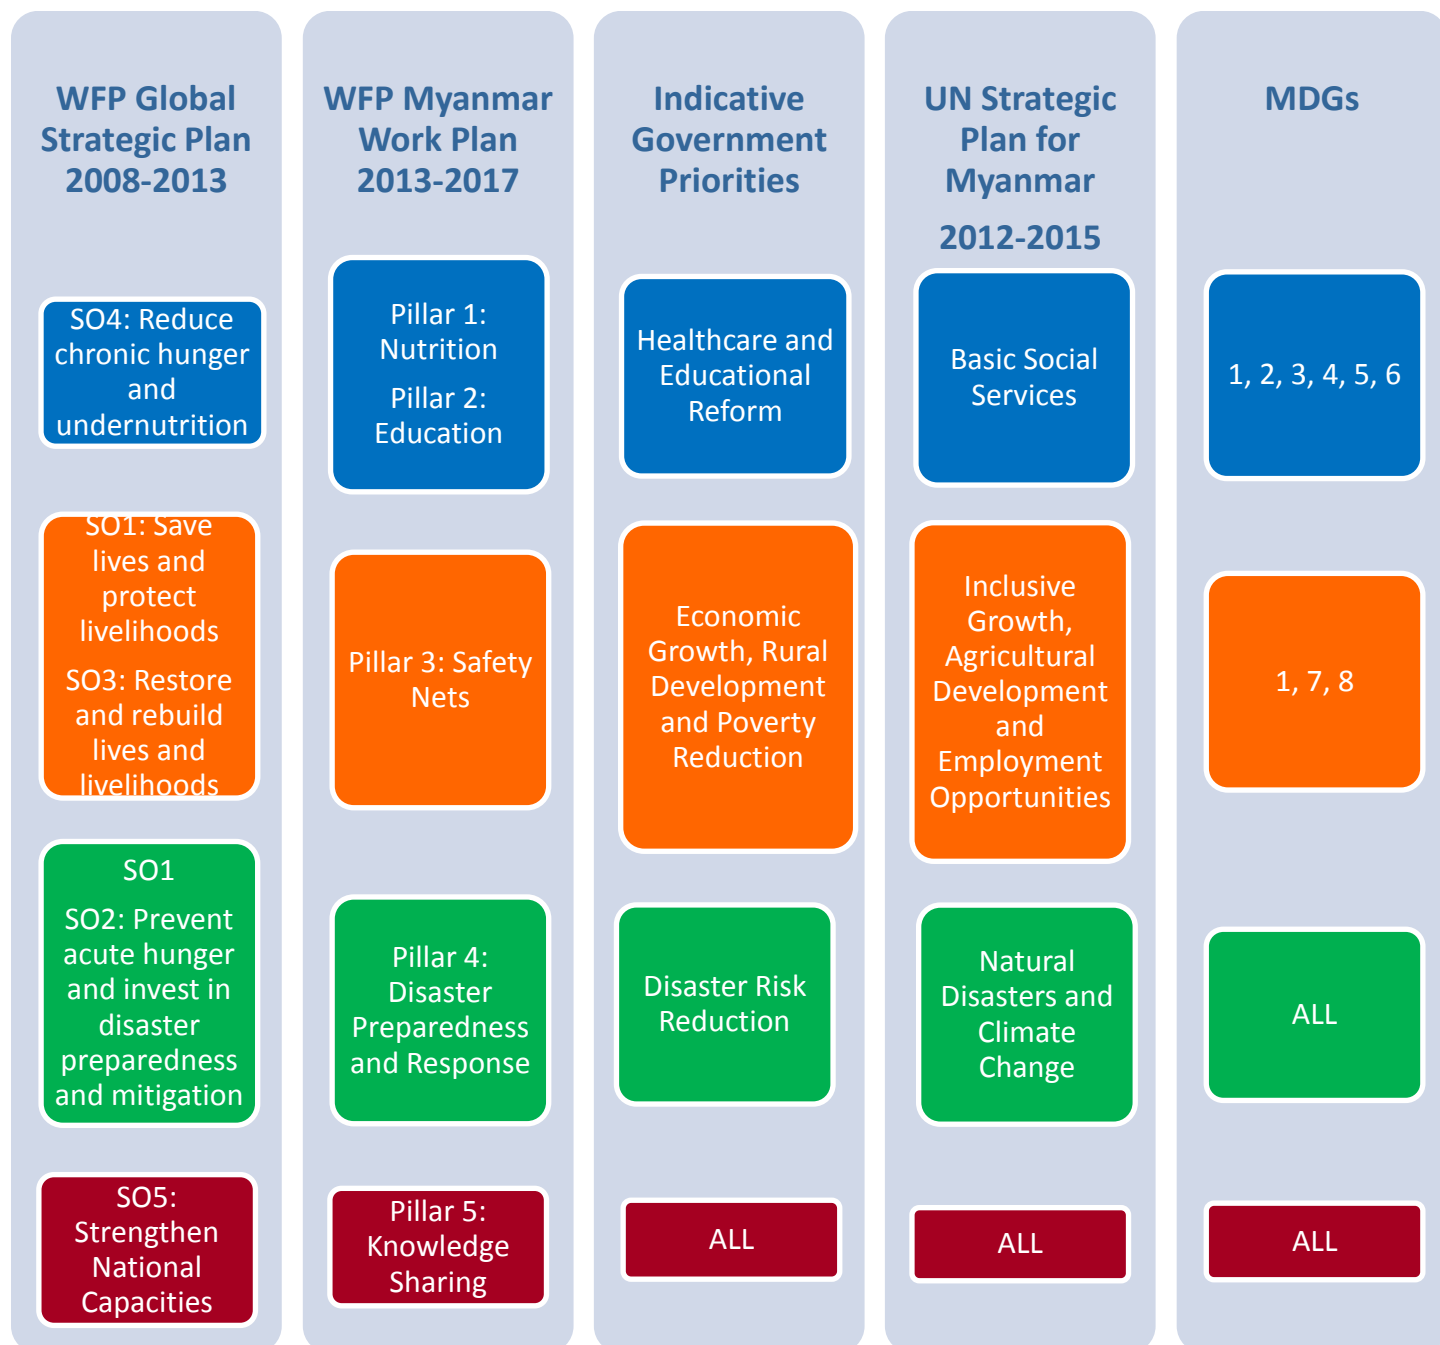 WFP Global
Strategic Plan
2008-2013
WFP Myanmar
Work Plan
2013-2017
Indicative
Government
Priorities
UN Strategic
Plan for
Myanmar
2012-2015
MDGs
SO4: Reduce
chronic hunger
and
undernutrition
Pillar 1:
Nutrition
Pillar 2:
Education
Healthcare and
Educational
Reform
Basic Social
Services
1, 2, 3, 4, 5, 6
SO1: Save
lives and
protect
livelihoods
SO3: Restore
and rebuild
lives and
livelihoods
Pillar 3: Safety
Nets
Economic
Growth, Rural
Development
and Poverty
Reduction
Inclusive
Growth,
Agricultural
Development
and
Employment
Opportunities
1, 7, 8
SO1
SO2: Prevent
acute hunger
and invest in
disaster
preparedness
and mitigation
Pillar 4:
Disaster
Preparedness
and Response
Disaster Risk
Reduction
Natural
Disasters and
Climate
Change
ALL
SO5:
Strengthen
National
Capacities
Pillar 5:
Knowledge
Sharing
ALL
ALL
ALL